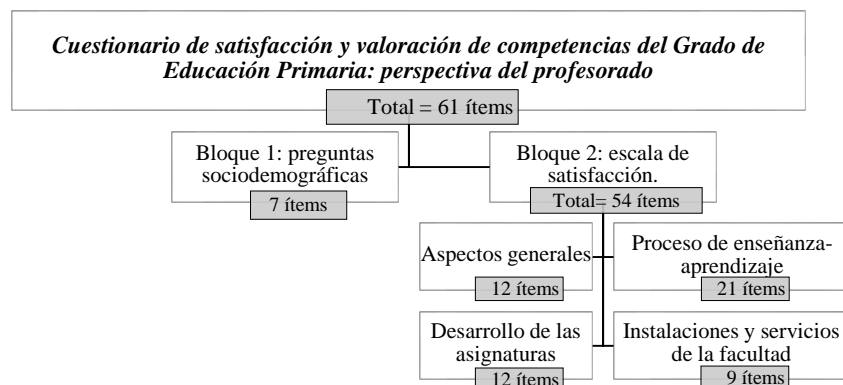 Cuestionario de satisfacción y valoración de competencias del Grado de
Educación Primaria: perspectiva del profesorado
Total = 61 ítems
Bloque 1: preguntas
sociodemográficas
7 ítems
Bloque 2: escala de
satisfacción.
Total= 54 ítems
Aspectos generales
12 ítems
Proceso de enseñanza-
aprendizaje
21 ítems
Desarrollo de las
asignaturas
12 ítems
Instalaciones y servicios
de la facultad
9 ítems